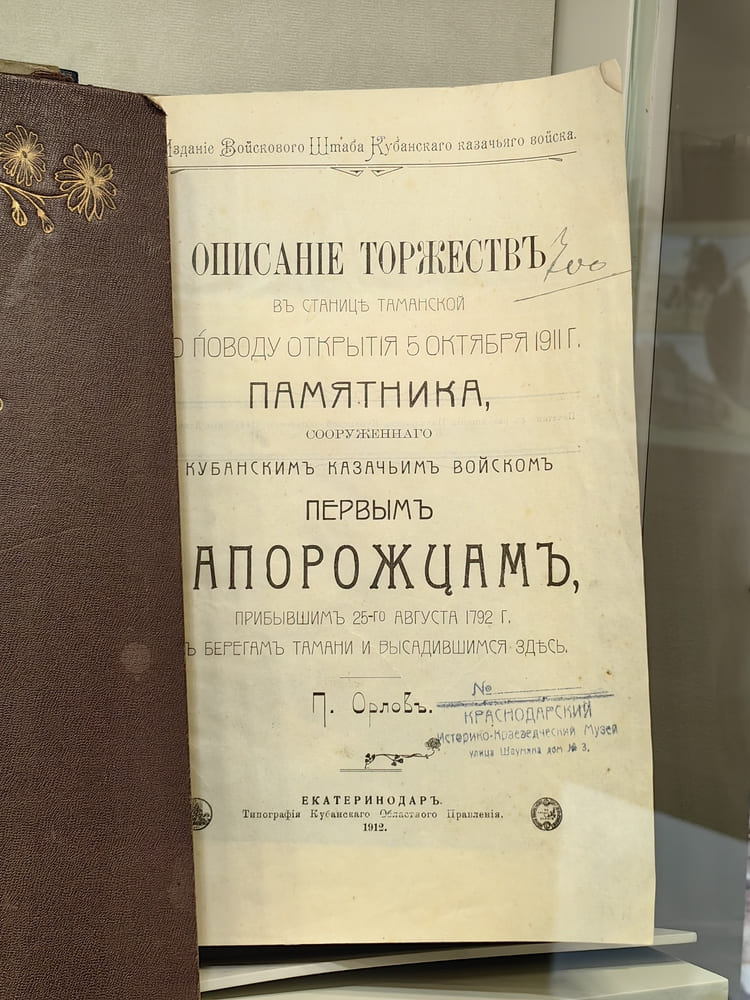 Изданіе Войскового Штаба Кубанскаго казачьяго войска.
ОПИСАНІЕ ТОРЖЕСТВЪ
700
ВЪ СТАНИЦѢ ТАМАНСКОЙ
О ПОВОДУ ОТКРЫТІЯ 5 ОКТЯБРЯ 1911 Г.
ПАМЯТНИКА,
СООРУЖЕННАГО
КУБАНСКИМЪ КАЗАЧЬИМЪ ВОЙСКОМЪ
ПЕРВЫМЪ
АПОРОЖЦАМЪ,
ПРИБЫВШИМЪ 25-ГО АВГУСТА 1792 Г.
Ъ БЕРЕГАМЪ ТАМАНИ И ВЫСАДИВШИМСЯ ЗДѢСЬ.
П. Орловъ.
№
КРАСНОДАРСКИЙ
Историко-Краеведческий Музей
улица Шаумяна дом № 3.
ЕКАТЕРИНОДАРЪ.
Типографія Кубанскаго Областного Правленія.
1912.